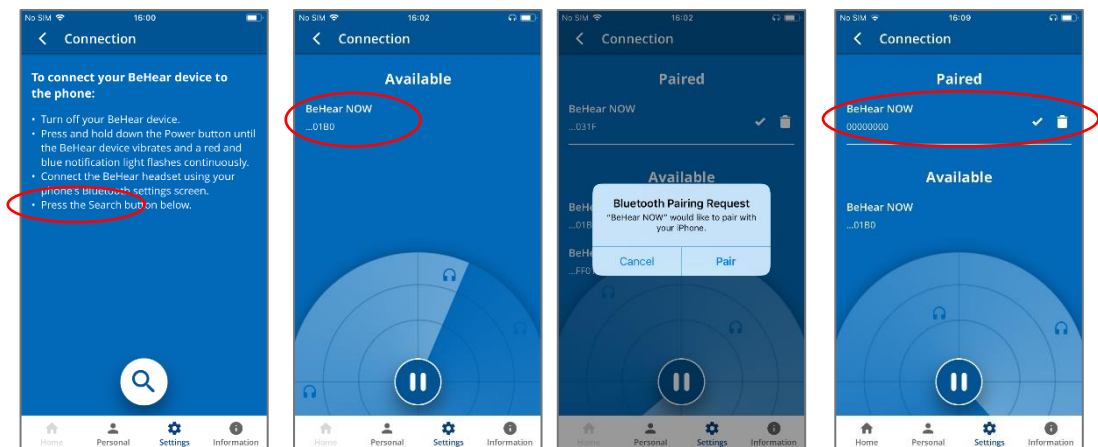 No SIM 16:00
Connection
To connect your BeHear device to
the phone:
• Turn off your BeHear device.
• Press and hold down the Power button until
the BeHear device vibrates and a red and
blue notification light flashes continuously.
• Connect the BeHear headset using your
phone's Bluetooth settings screen.
• Press the Search button below.
Home Personal Settings Information
No SIM 16:02
Connection
Available
BeHear NOW
...01B0
Home Personal Settings Information
No SIM 16:02
Connection
Paired
BeHear NOW
...031F
Available
BeHe
...01B
Bluetooth Pairing Request
"BeHear NOW" would like to pair with
your iPhone.
Cancel Pair
BeHe
...FF01
Home Personal Settings Information
No SIM 16:09
Connection
Paired
BeHear NOW
00000000
Available
BeHear NOW
...01B0
Home Personal Settings Information